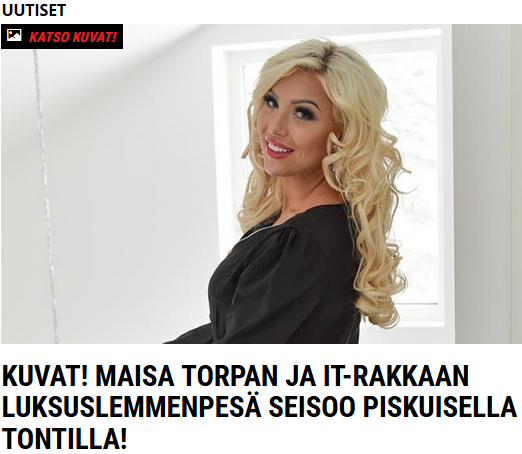 UUTISET
KATSO KUVAT!
KUVAT! MAISA TORPAN JA IT-RAKKAAN
LUKSUSLEMMENPESÄ SEISOO PISKUISELLA
TONTILLA!